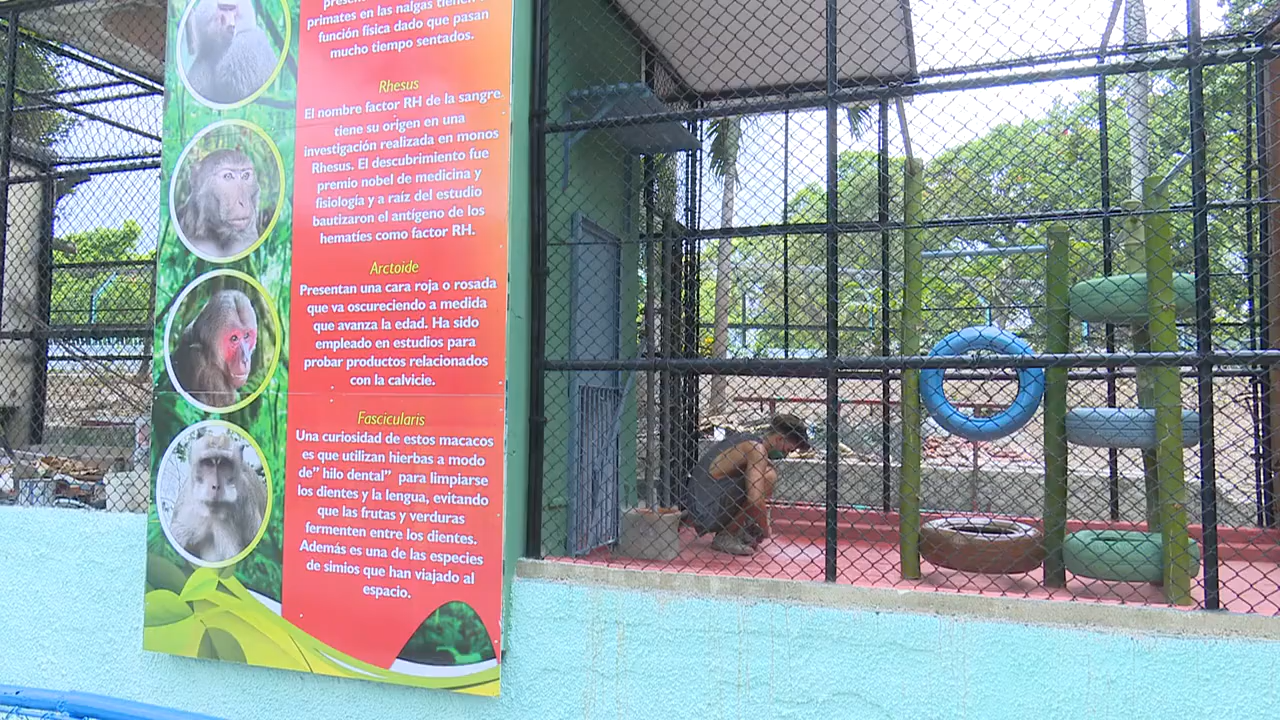 primates en las nalgas tienen
función física dado que pasan
mucho tiempo sentados.
Rhesus
El nombre factor RH de la sangre
tiene su origen en una
investigación realizada en monos
Rhesus. El descubrimiento fue
premio nobel de medicina y
fisiología y a raíz del estudio
bautizaron el antígeno de los
hematíes como factor RH.
Arctoide
Presentan una cara roja o rosada
que va oscureciendo a medida
que avanza la edad. Ha sido
empleado en estudios para
probar productos relacionados
con la calvicie.
Fascicularis
Una curiosidad de estos macacos
es que utilizan hierbas a modo
de" hilo dental" para limpiarse
los dientes y la lengua, evitando
que las frutas y verduras
fermenten entre los dientes.
Además es una de las especies
de simios que han viajado al
espacio.